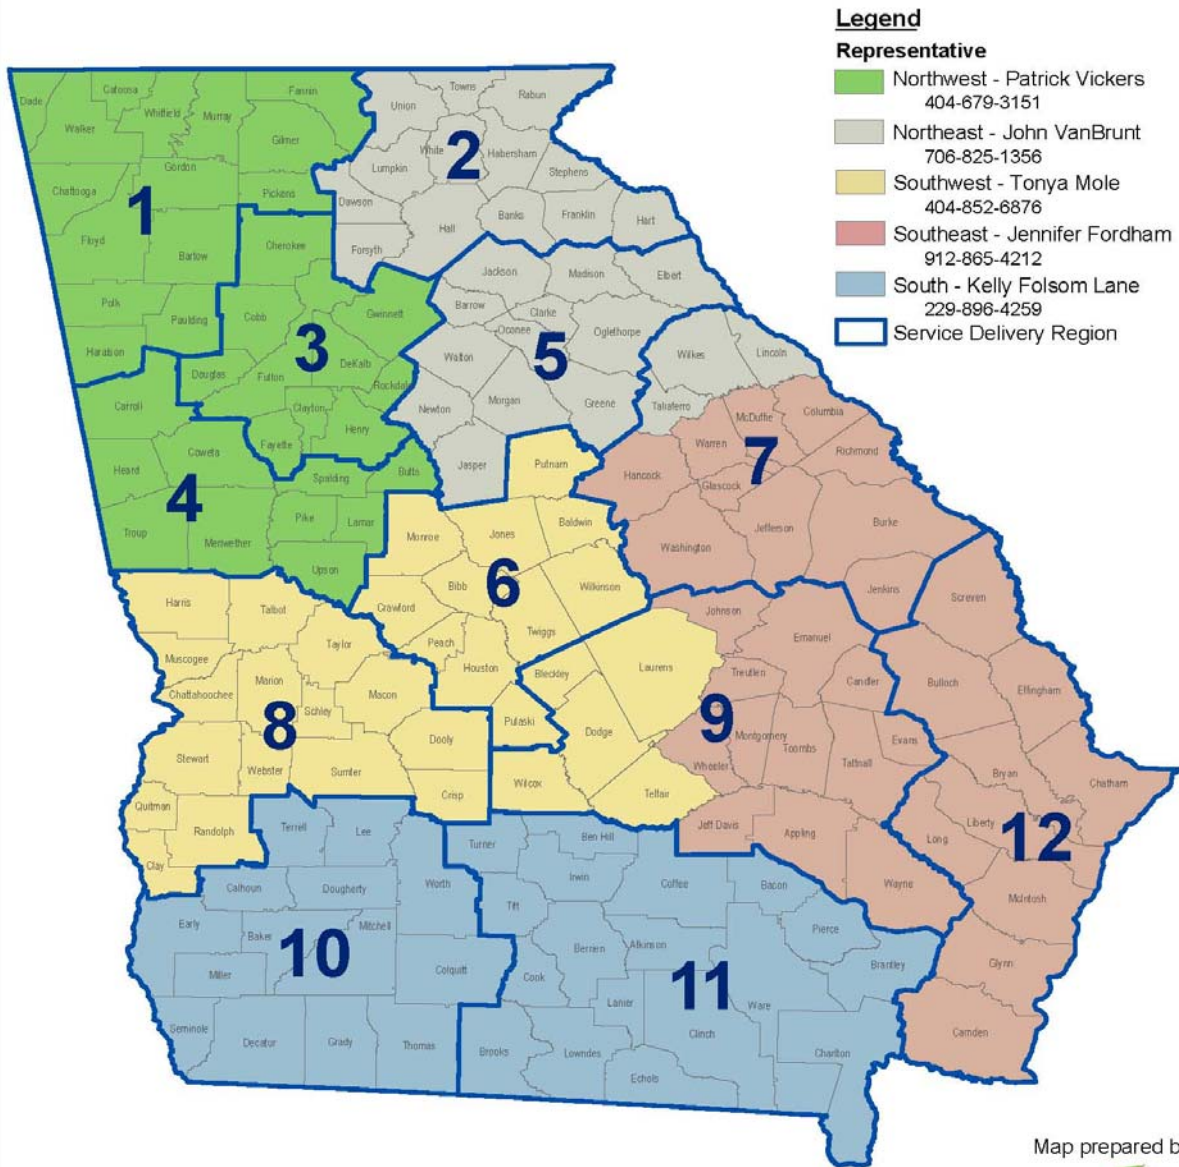 Legend
Representative
Northwest - Patrick Vickers
404-679-3151
Northeast - John VanBrunt
706-825-1356
Southwest - Tonya Mole
404-852-6876
Southeast - Jennifer Fordham
912-865-4212
South - Kelly Folsom Lane
229-896-4259
Service Delivery Region
1
Dade
Catoosa
Walker
Whitfield
Murray
Fannin
Gilmer
Chattooga
Gordon
Pickens
Floyd
Bartow
Polk
Paulding
Haralson
2
Union
Towns
Rabun
Lumpkin
White
Habersham
Stephens
Dawson
Hall
Banks
Franklin
Hart
Forsyth
3
Cherokee
Cobb
Gwinnett
Douglas
Fulton
DeKalb
Rockdale
Clayton
Fayette
Henry
4
Carroll
Heard
Coweta
Spalding
Butts
Troup
Meriwether
Pike
Lamar
Upson
5
Jackson
Madison
Elbert
Barrow
Clarke
Oconee
Oglethorpe
Walton
Newton
Morgan
Greene
Jasper
6
Putnam
Monroe
Jones
Baldwin
Bibb
Wilkinson
Crawford
Peach
Twiggs
Houston
Pulaski
7
Wilkes
Lincoln
Taliaferro
McDuffie
Columbia
Warren
Richmond
Hancock
Glascock
Washington
Jefferson
Burke
Jenkins
8
Harris
Talbot
Taylor
Muscogee
Chattahoochee
Marion
Schley
Macon
Stewart
Webster
Sumter
Dooly
Crisp
Quitman
Randolph
Clay
9
Johnson
Emanuel
Laurens
Bleckley
Treutlen
Candler
Dodge
Montgomery
Toombs
Evans
Tattnall
Wheeler
Wilcox
Telfair
Jeff Davis
Appling
Wayne
10
Terrell
Lee
Calhoun
Dougherty
Worth
Early
Baker
Mitchell
Miller
Colquitt
Seminole
Decatur
Grady
Thomas
11
Turner
Ben Hill
Irwin
Coffee
Bacon
Tift
Pierce
Berrien
Atkinson
Brantley
Cook
Lanier
Ware
Clinch
Charlton
Brooks
Lowndes
Echols
12
Screven
Bulloch
Effingham
Bryan
Chatham
Liberty
Long
McIntosh
Glynn
Camden
Map prepared b